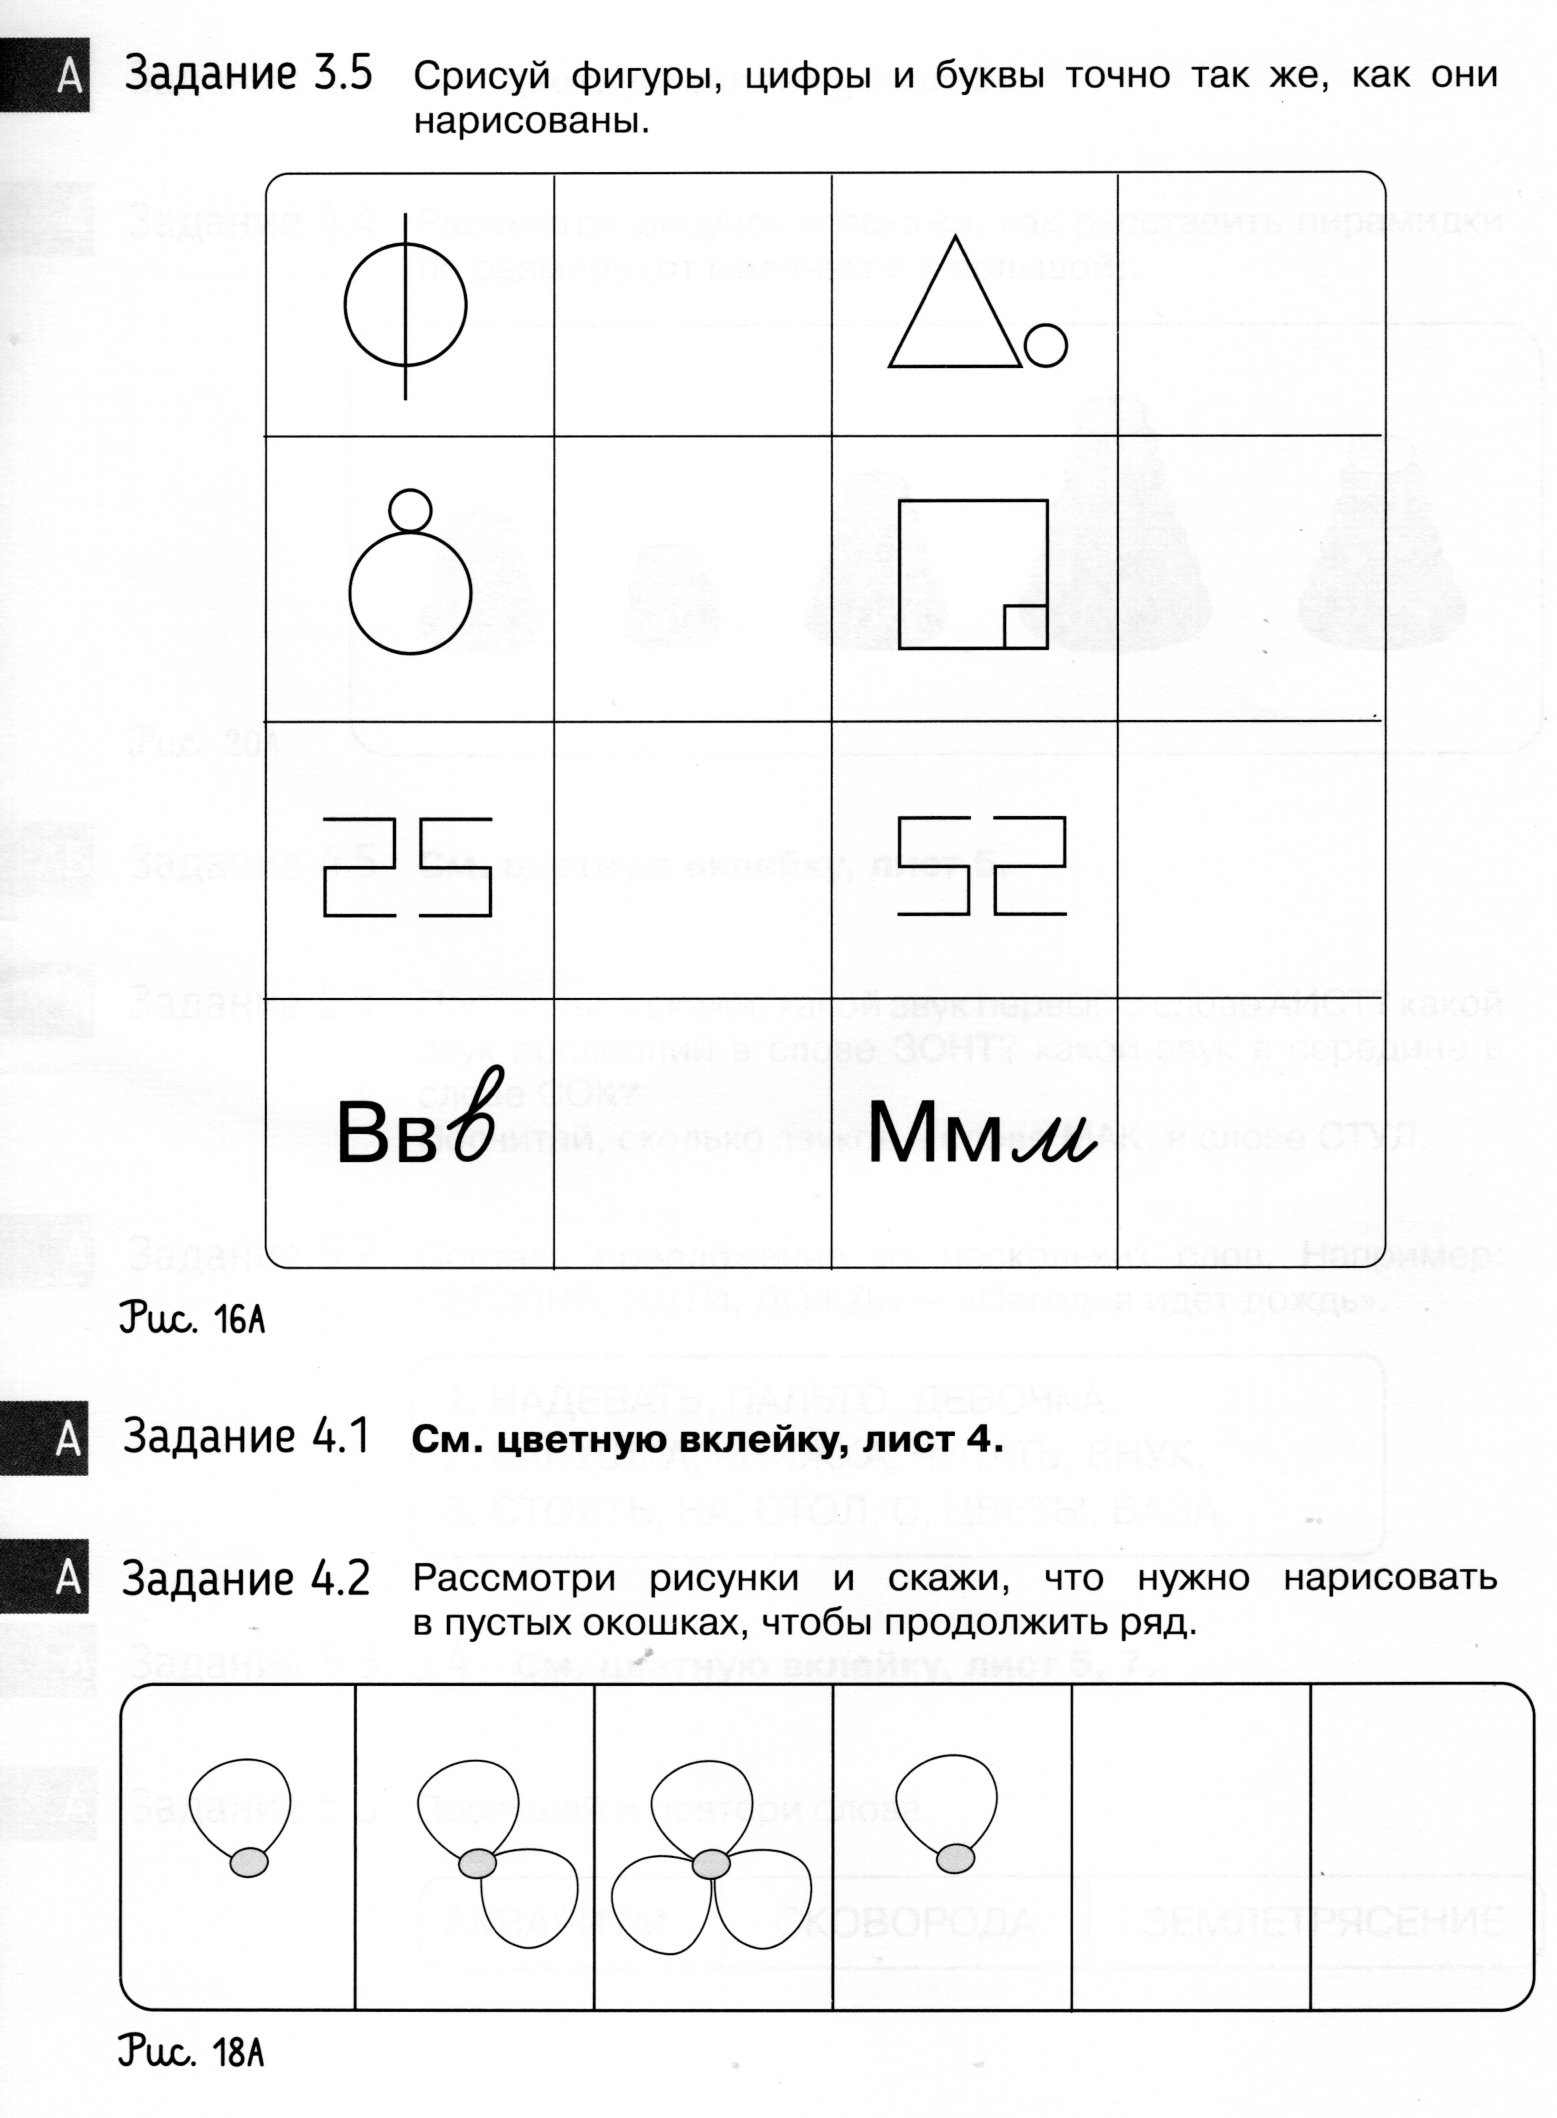 А Задание 3.5 Срисуй фигуры, цифры и буквы точно так же, как они
нарисованы.
Вв в Мм м
Рис. 16А
А Задание 4.1 См. цветную вклейку, лист 4.
А Задание 4.2 Рассмотри рисунки и скажи, что нужно нарисовать
в пустых окошках, чтобы продолжить ряд.
Рис. 18А